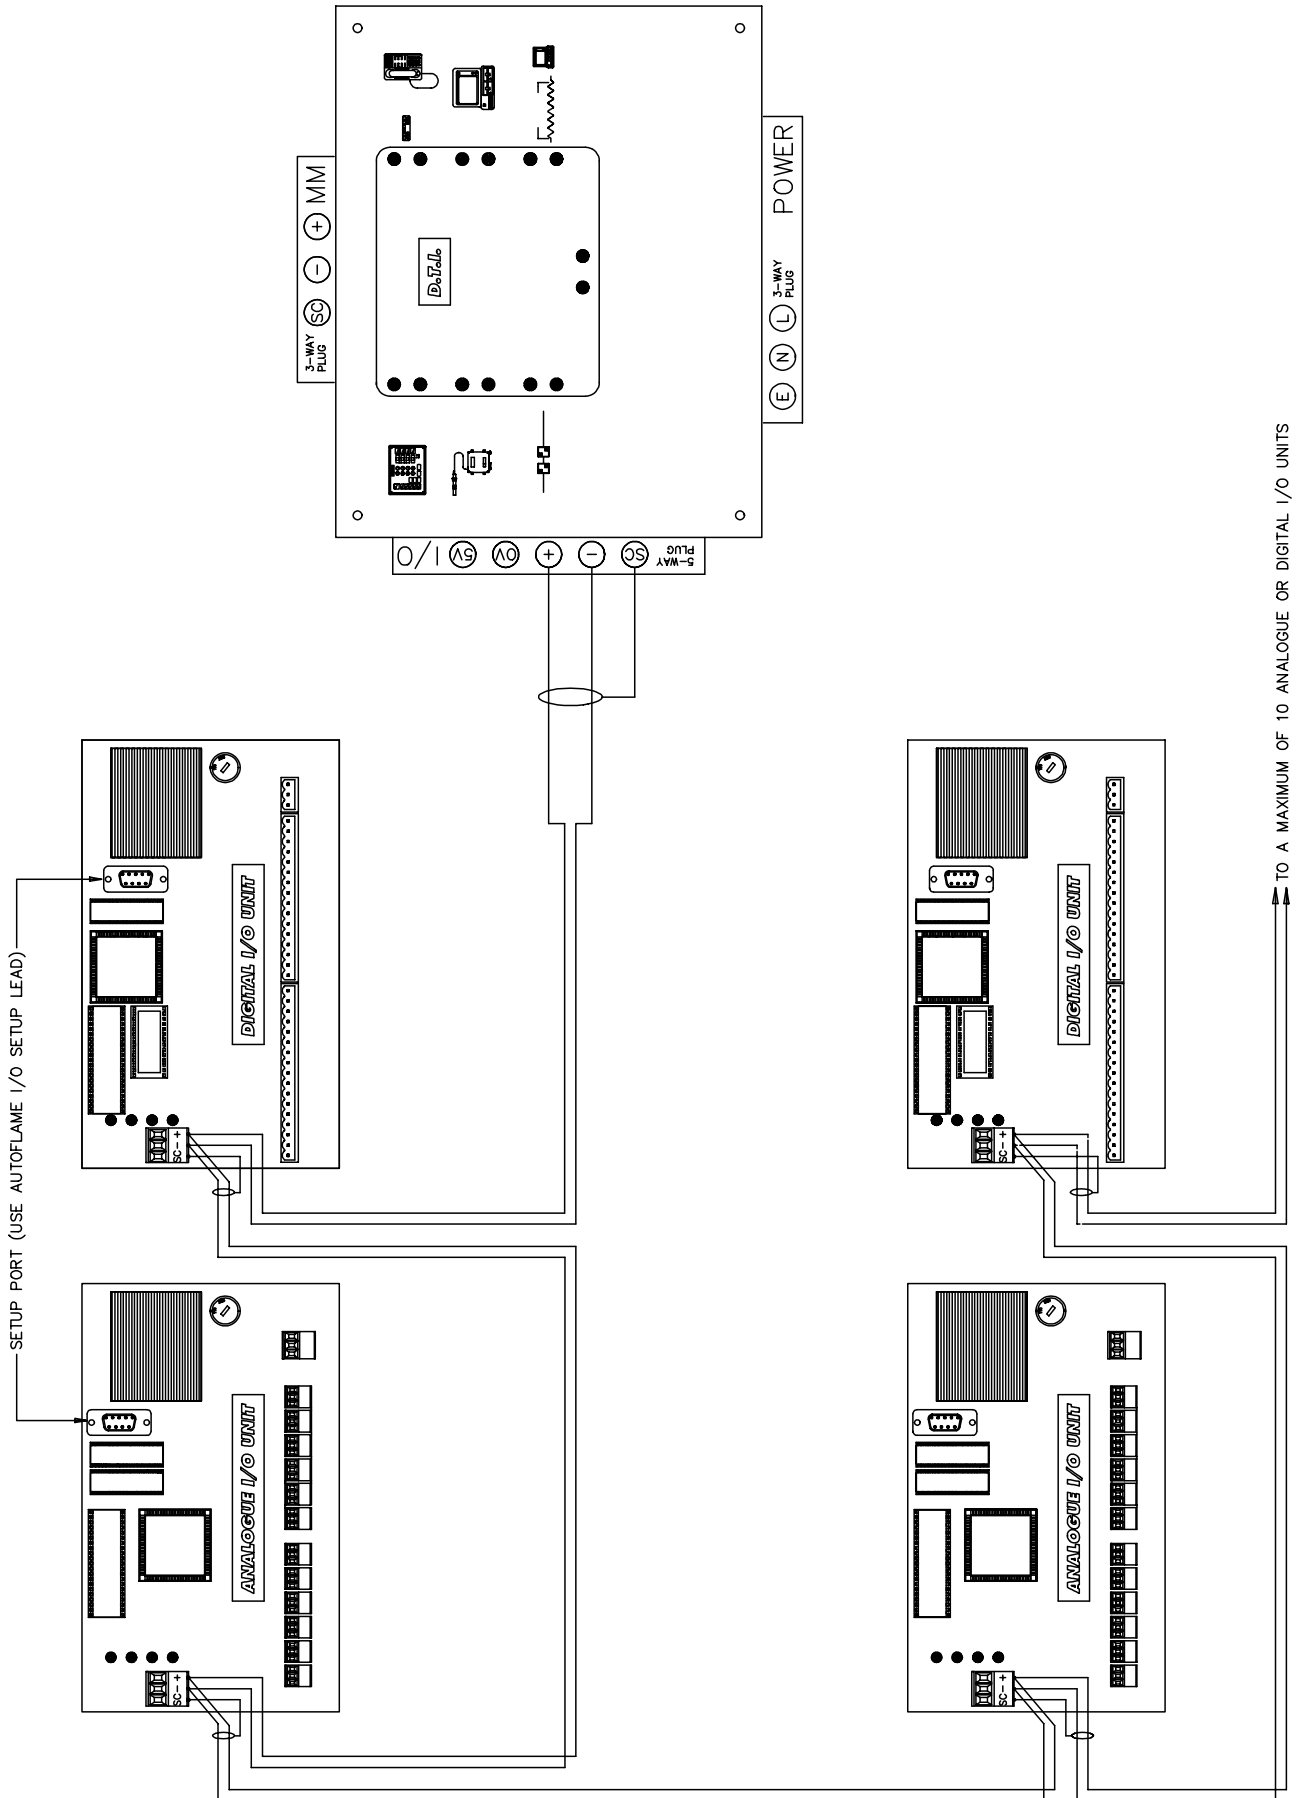 3-WAY
PLUG
SC - + MM
D.T.I.
E N L
3-WAY
PLUG
POWER
I/O 5V 0V + - SC
5-WAY
PLUG
SETUP PORT (USE AUTOFLAME I/O SETUP LEAD)
DIGITAL I/O UNIT
SC - +
DIGITAL I/O UNIT
SC - +
TO A MAXIMUM OF 10 ANALOGUE OR DIGITAL I/O UNITS
ANALOGUE I/O UNIT
SC - +
ANALOGUE I/O UNIT
SC - +